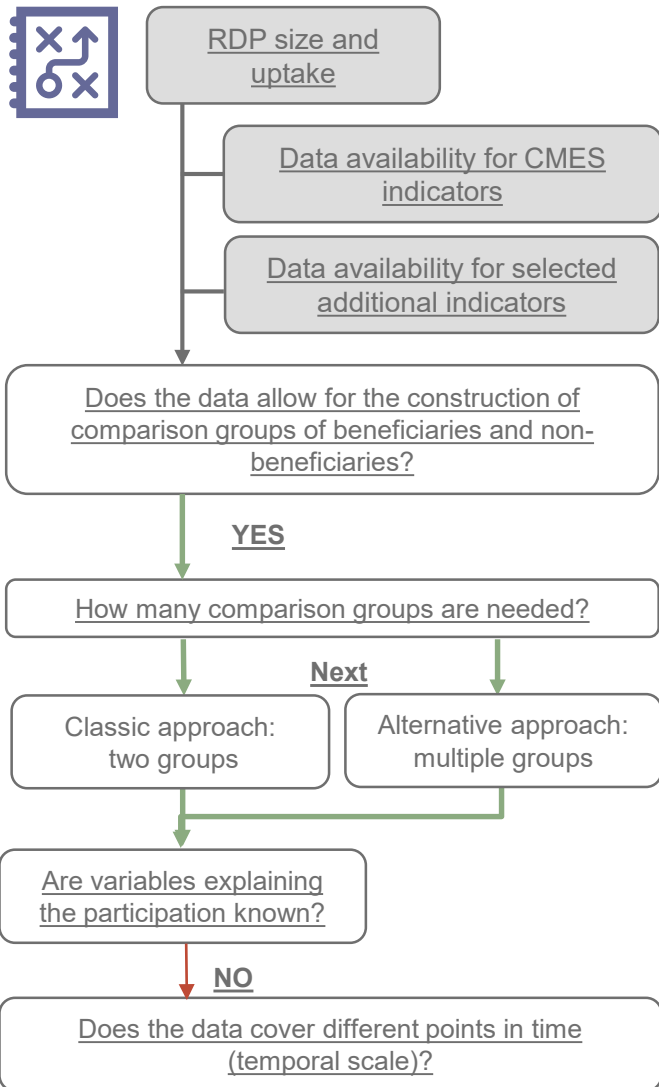 RDP size and
uptake
Data availability for CMES
indicators
Data availability for selected
additional indicators
Does the data allow for the construction of
comparison groups of beneficiaries and non-
beneficiaries?
YES
How many comparison groups are needed?
Next
Classic approach:
two groups
Alternative approach:
multiple groups
Are variables explaining
the participation known?
NO
Does the data cover different points in time
(temporal scale)?